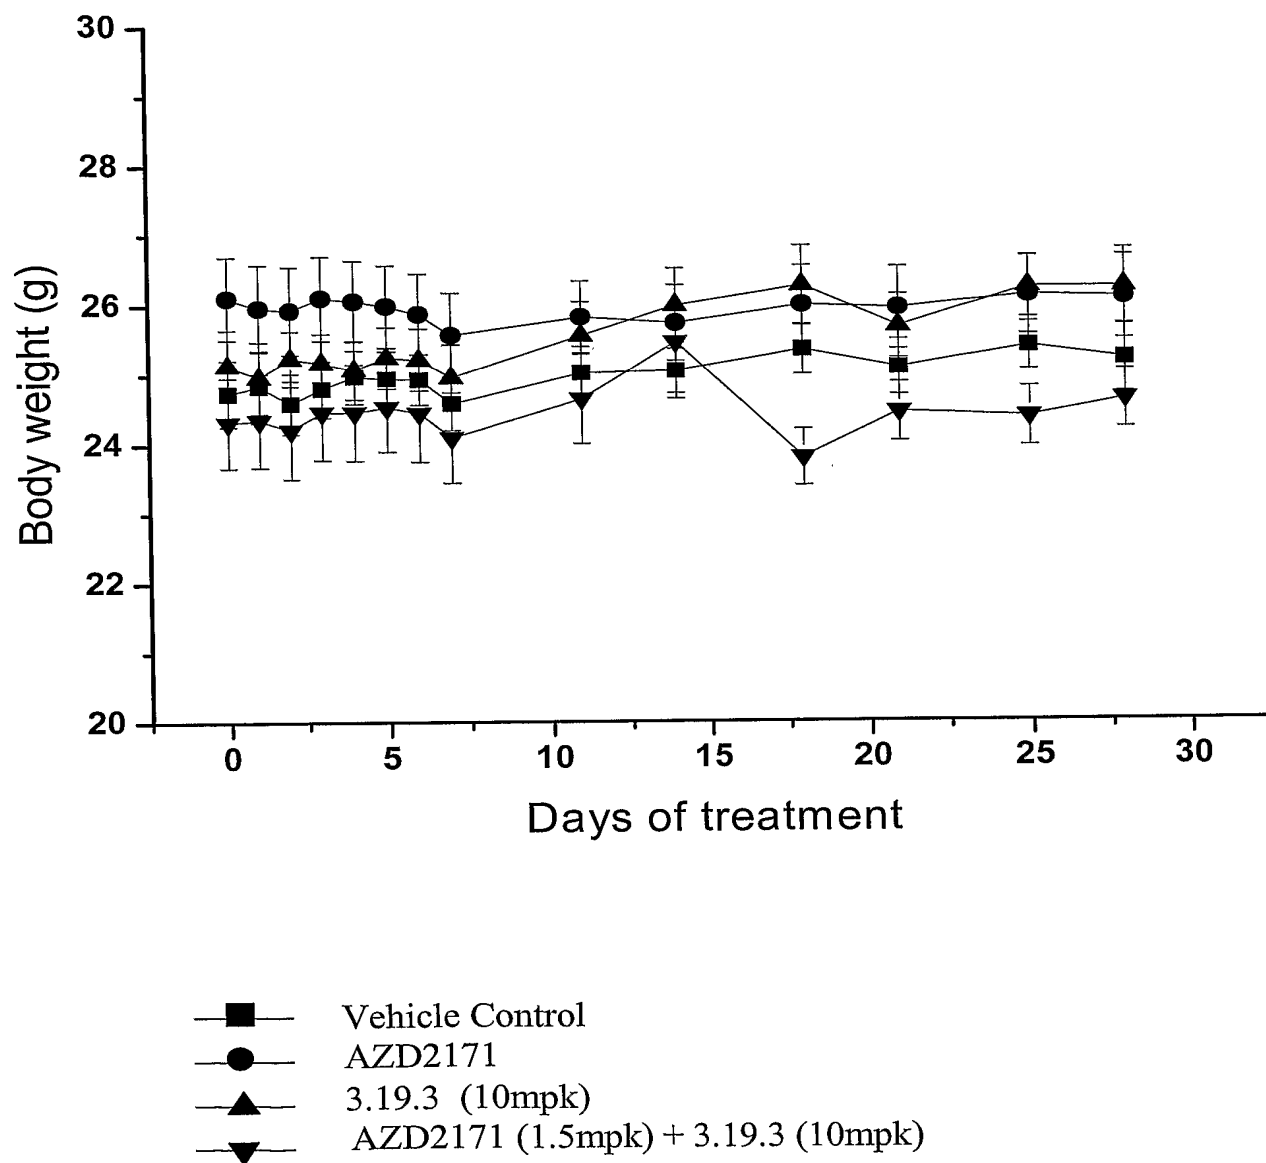 30
28
26
24
22
20
Body weight (g)
0 5 10 15 20 25 30
Days of treatment
Vehicle Control
AZD2171
3.19.3 (10mpk)
AZD2171 (1.5mpk) + 3.19.3 (10mpk)